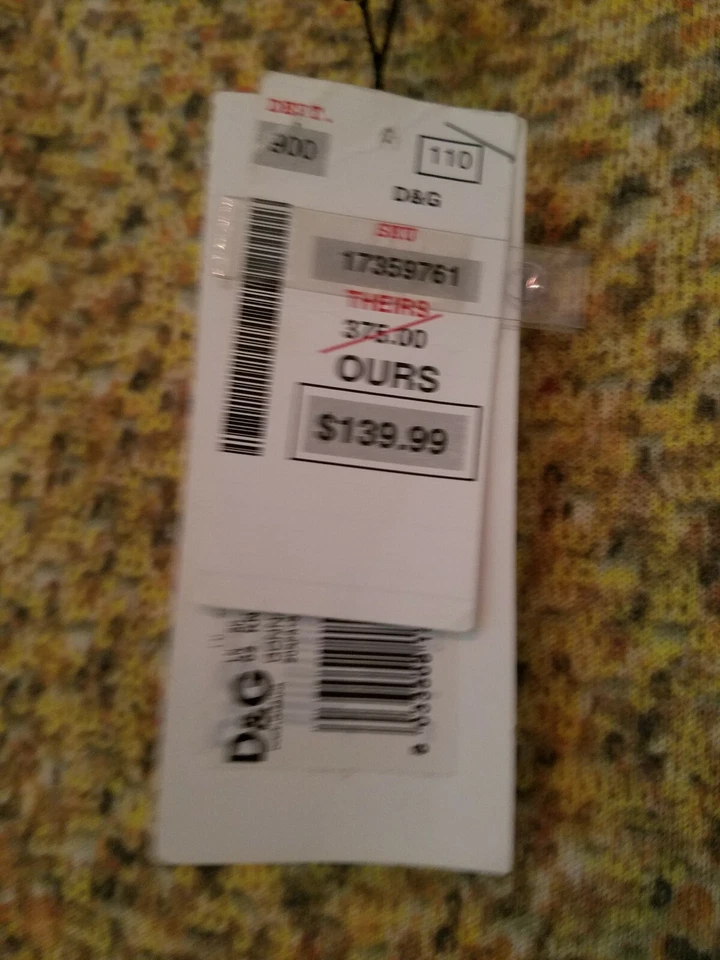 DEPT.
900 110
D&G
SKU
17359761
THEIRS
375.00
OURS
$139.99
D&G